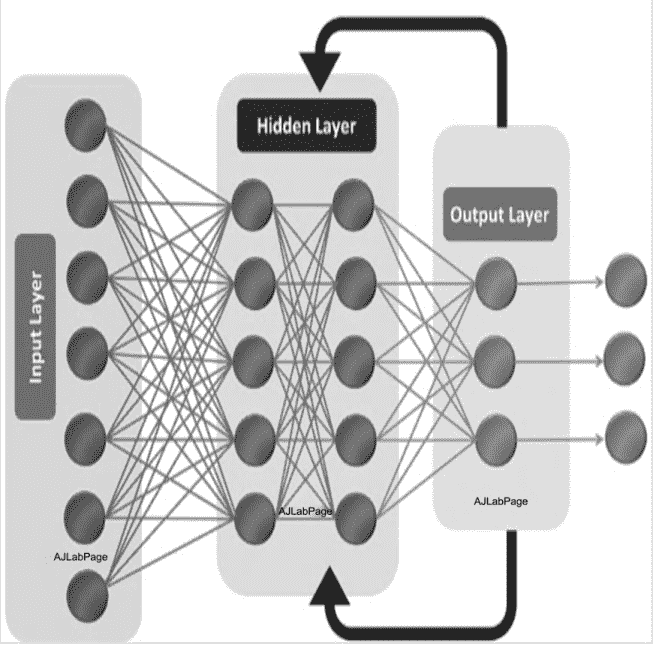 Hidden Layer
Output Layer
Input Layer
AJLabPage
AJLabPage
AJLabPage